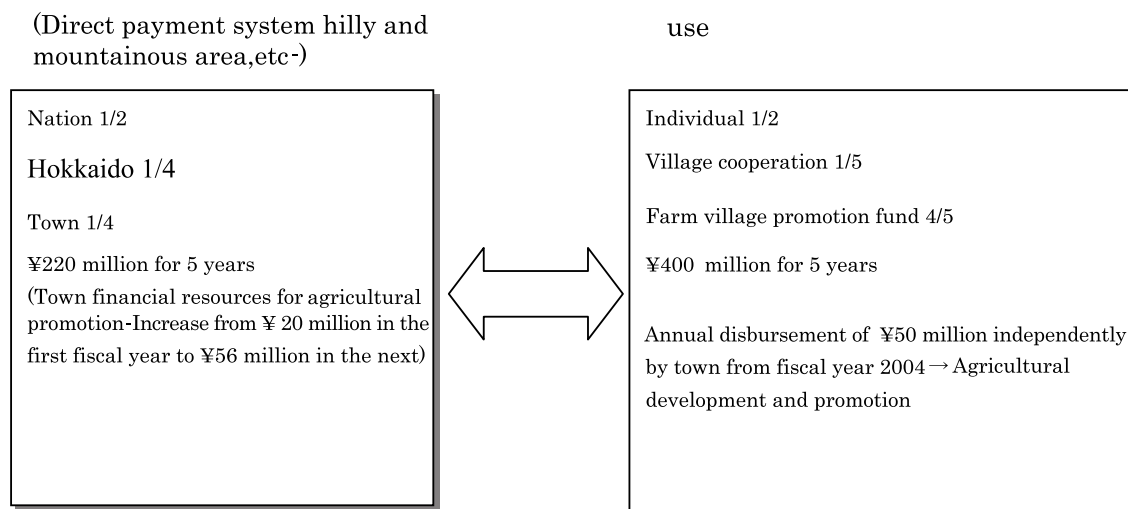 (Direct payment system hilly and
mountainous area,etc-)
Nation 1/2
Hokkaido 1/4
Town 1/4
¥220 million for 5 years
(Town financial resources for agricultural
promotion-Increase from ¥ 20 million in the
first fiscal year to ¥56 million in the next)
use
Individual 1/2
Village cooperation 1/5
Farm village promotion fund 4/5
¥400 million for 5 years
Annual disbursement of ¥50 million independently
by town from fiscal year 2004→Agricultural
development and promotion